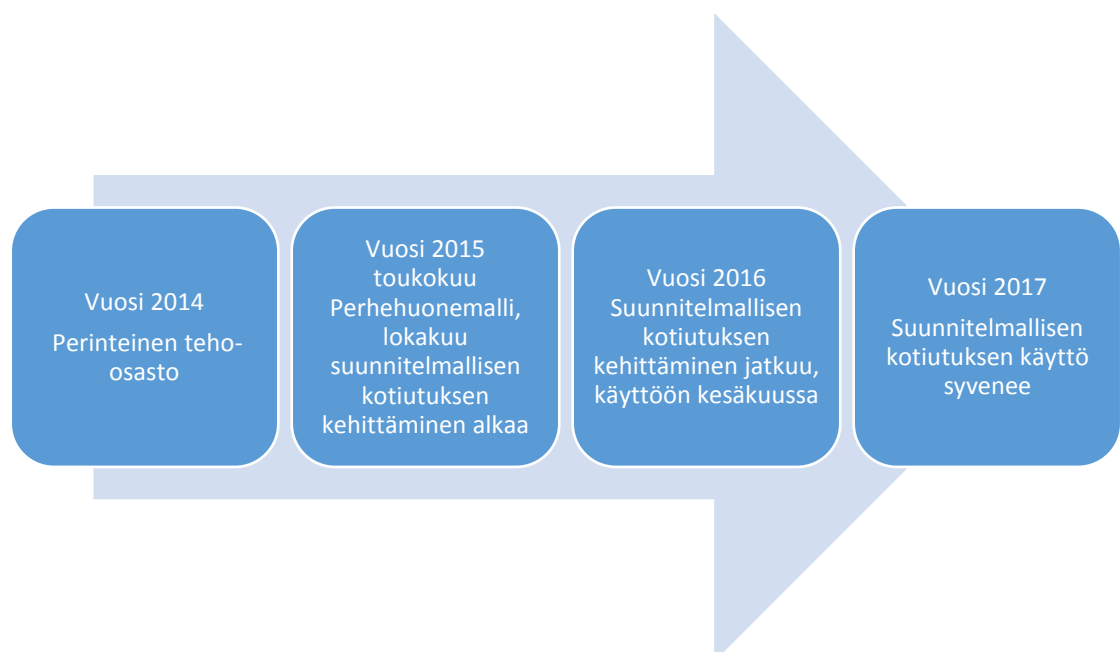 Vuosi 2014
Perinteinen teho-
osasto
Vuosi 2015
toukokuu
Perhehuonemalli,
lokakuu
suunnitelmallisen
kotiutuksen
kehittäminen alkaa
Vuosi 2016
Suunnitelmallisen
kotiutuksen
kehittäminen jatkuu,
käyttöön kesäkuussa
Vuosi 2017
Suunnitelmallisen
kotiutuksen käyttö
syvenee